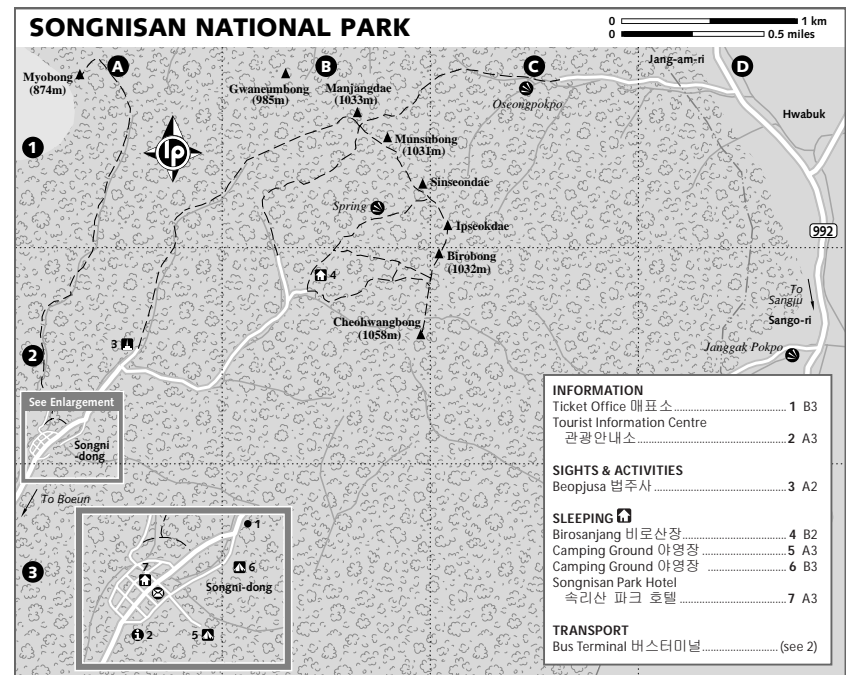 SONGNISAN NATIONAL PARK
0 1 km
0 0.5 miles
A
B
C
D
Jang-am-ri
Myobong
(874m)
Gwaneumbong
(985m)
Manjangdae
(1033m)
Oseongpokpo
Hwabuk
1
lp
Munsubong
(1031m)
Sinseondae
Spring
Ipseokdae
992
Birobong
(1032m)
4
To
Sangju
Sango-ri
Cheohwangbong
(1058m)
3
2
Janggak Pokpo
See Enlargement
Songni
-dong
To Boeun
3
1
7
6
Songni-dong
2
5
INFORMATION
Ticket Office 매표소 1 B3
Tourist Information Centre
관광안내소 2 A3
SIGHTS & ACTIVITIES
Beopjusa 법주사 3 A2
SLEEPING
Birosanjang 비로산장 4 B2
Camping Ground 야영장 5 A3
Camping Ground 야영장 6 B3
Songnisan Park Hotel
속리산 파크 호텔 7 A3
TRANSPORT
Bus Terminal 버스터미널 (see 2)